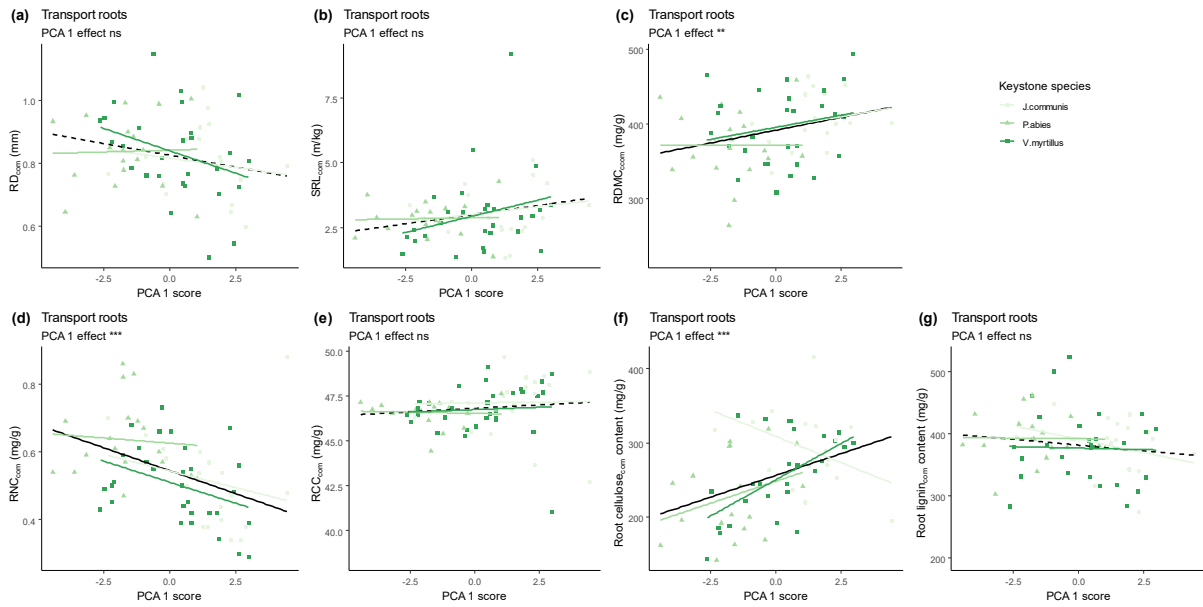 (a) Transport roots
PCA 1 effect ns
RDcom (mm)
1.0
0.8
0.6
-2.5 0.0 2.5
PCA 1 score
(b) Transport roots
PCA 1 effect ns
SRLcom (m/kg)
7.5
5.0
2.5
-2.5 0.0 2.5
PCA 1 score
(c) Transport roots
PCA 1 effect **
RDMCccom (mg/g)
500
400
300
-2.5 0.0 2.5
PCA 1 score
Keystone species
J.communis
P.abies
V.myrtillus
(d) Transport roots
PCA 1 effect ***
RNCcom (mg/g)
0.8
0.6
0.4
-2.5 0.0 2.5
PCA 1 score
(e) Transport roots
PCA 1 effect ns
RCCcom (mg/g)
50.0
47.5
45.0
42.5
40.0
-2.5 0.0 2.5
PCA 1 score
(f) Transport roots
PCA 1 effect ***
Root cellulosecom content (mg/g)
400
300
200
-2.5 0.0 2.5
PCA 1 score
(g) Transport roots
PCA 1 effect ns
Root lignincom content (mg/g)
500
400
300
200
-2.5 0.0 2.5
PCA 1 score